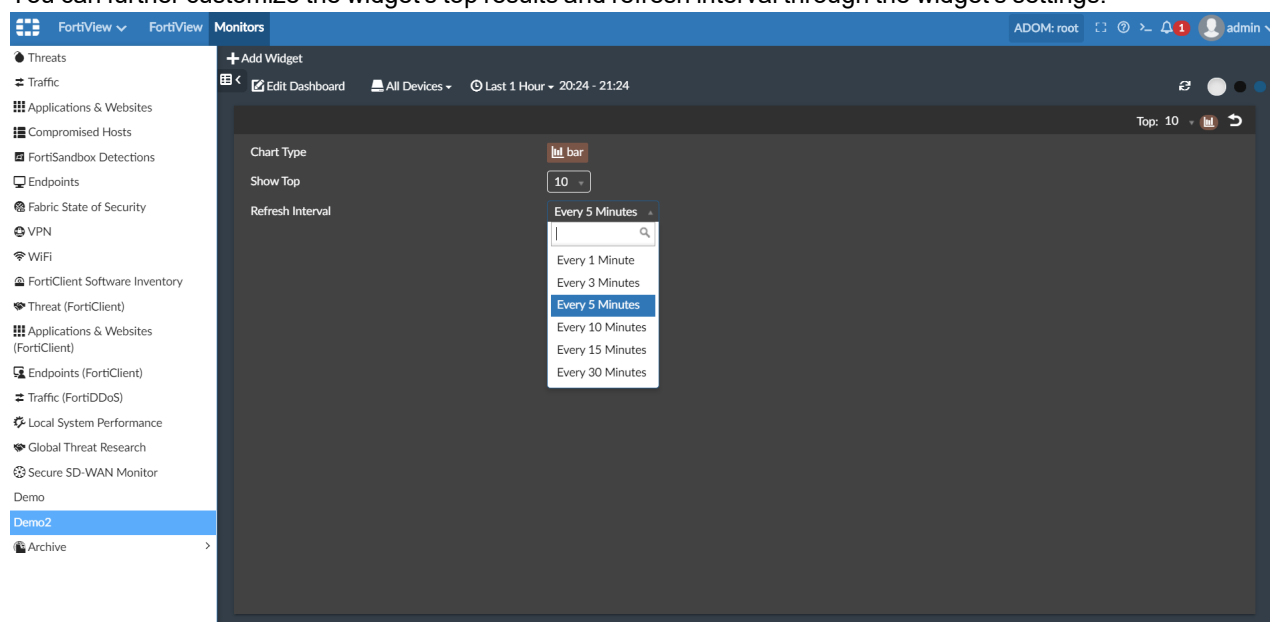 You can further customize the widget's top results and refresh interval through the widget's settings.
FortiView FortiView Monitors ADOM: root 1 admin
Threats
Traffic
Applications & Websites
Compromised Hosts
FortiSandbox Detections
Endpoints
Fabric State of Security
VPN
WiFi
FortiClient Software Inventory
Threat (FortiClient)
Applications & Websites
(FortiClient)
Endpoints (FortiClient)
Traffic (FortiDDoS)
Local System Performance
Global Threat Research
Secure SD-WAN Monitor
Demo
Demo2
Archive
Add Widget
Edit Dashboard All Devices Last 1 Hour 20:24 - 21:24
Top: 10
Chart Type bar
Show Top 10
Refresh Interval Every 5 Minutes
Every 1 Minute
Every 3 Minutes
Every 5 Minutes
Every 10 Minutes
Every 15 Minutes
Every 30 Minutes